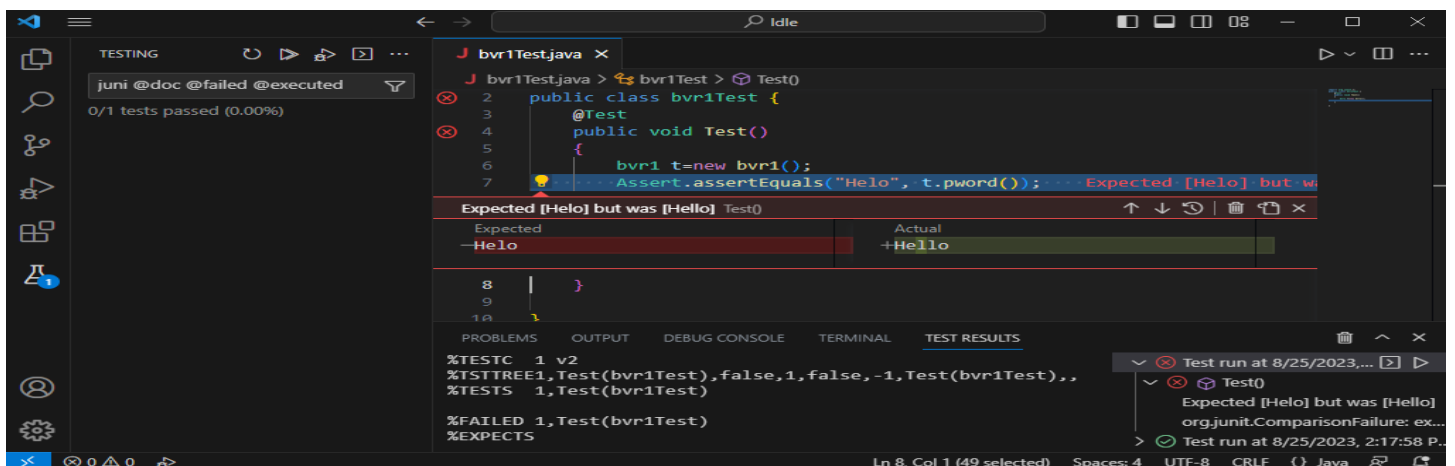 Idle
TESTING
juni @doc @failed @executed
0/1 tests passed (0.00%)
J bvr1Test.java
J bvr1Test.java > bvr1Test > Test()
2 public class bvr1Test {
3 @Test
4 public void Test()
5 {
6 bvr1 t=new bvr1();
7 Assert.assertEquals("Helo", t.pword()); Expected [Helo] but w
Expected [Helo] but was [Hello] Test()
Expected Actual
—Helo +Hello
8 }
9
10 }
PROBLEMS OUTPUT DEBUG CONSOLE TERMINAL TEST RESULTS
%TESTC 1 v2
%TSTTREE1,Test(bvr1Test),false,1,false,-1,Test(bvr1Test),,
%TESTS 1,Test(bvr1Test)
%FAILED 1,Test(bvr1Test)
%EXPECTS
Test run at 8/25/2023,...
Test()
Expected [Helo] but was [Hello]
org.junit.ComparisonFailure: ex...
Test run at 8/25/2023, 2:17:58 P...
1
0 0 Ln 8, Col 1 (49 selected) Spaces: 4 UTF-8 CRLF {} Java